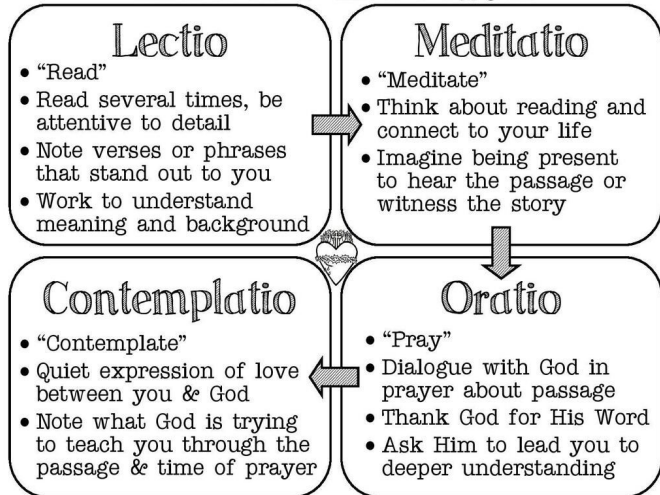 Lectio
• “Read”
• Read several times, be
attentive to detail
• Note verses or phrases
that stand out to you
• Work to understand
meaning and background
Meditatio
• “Meditate”
• Think about reading and
connect to your life
• Imagine being present
to hear the passage or
witness the story
Oratio
• “Pray”
• Dialogue with God in
prayer about passage
• Thank God for His Word
• Ask Him to lead you to
deeper understanding
Contemplatio
• “Contemplate”
• Quiet expression of love
between you & God
• Note what God is trying
to teach you through the
passage & time of prayer